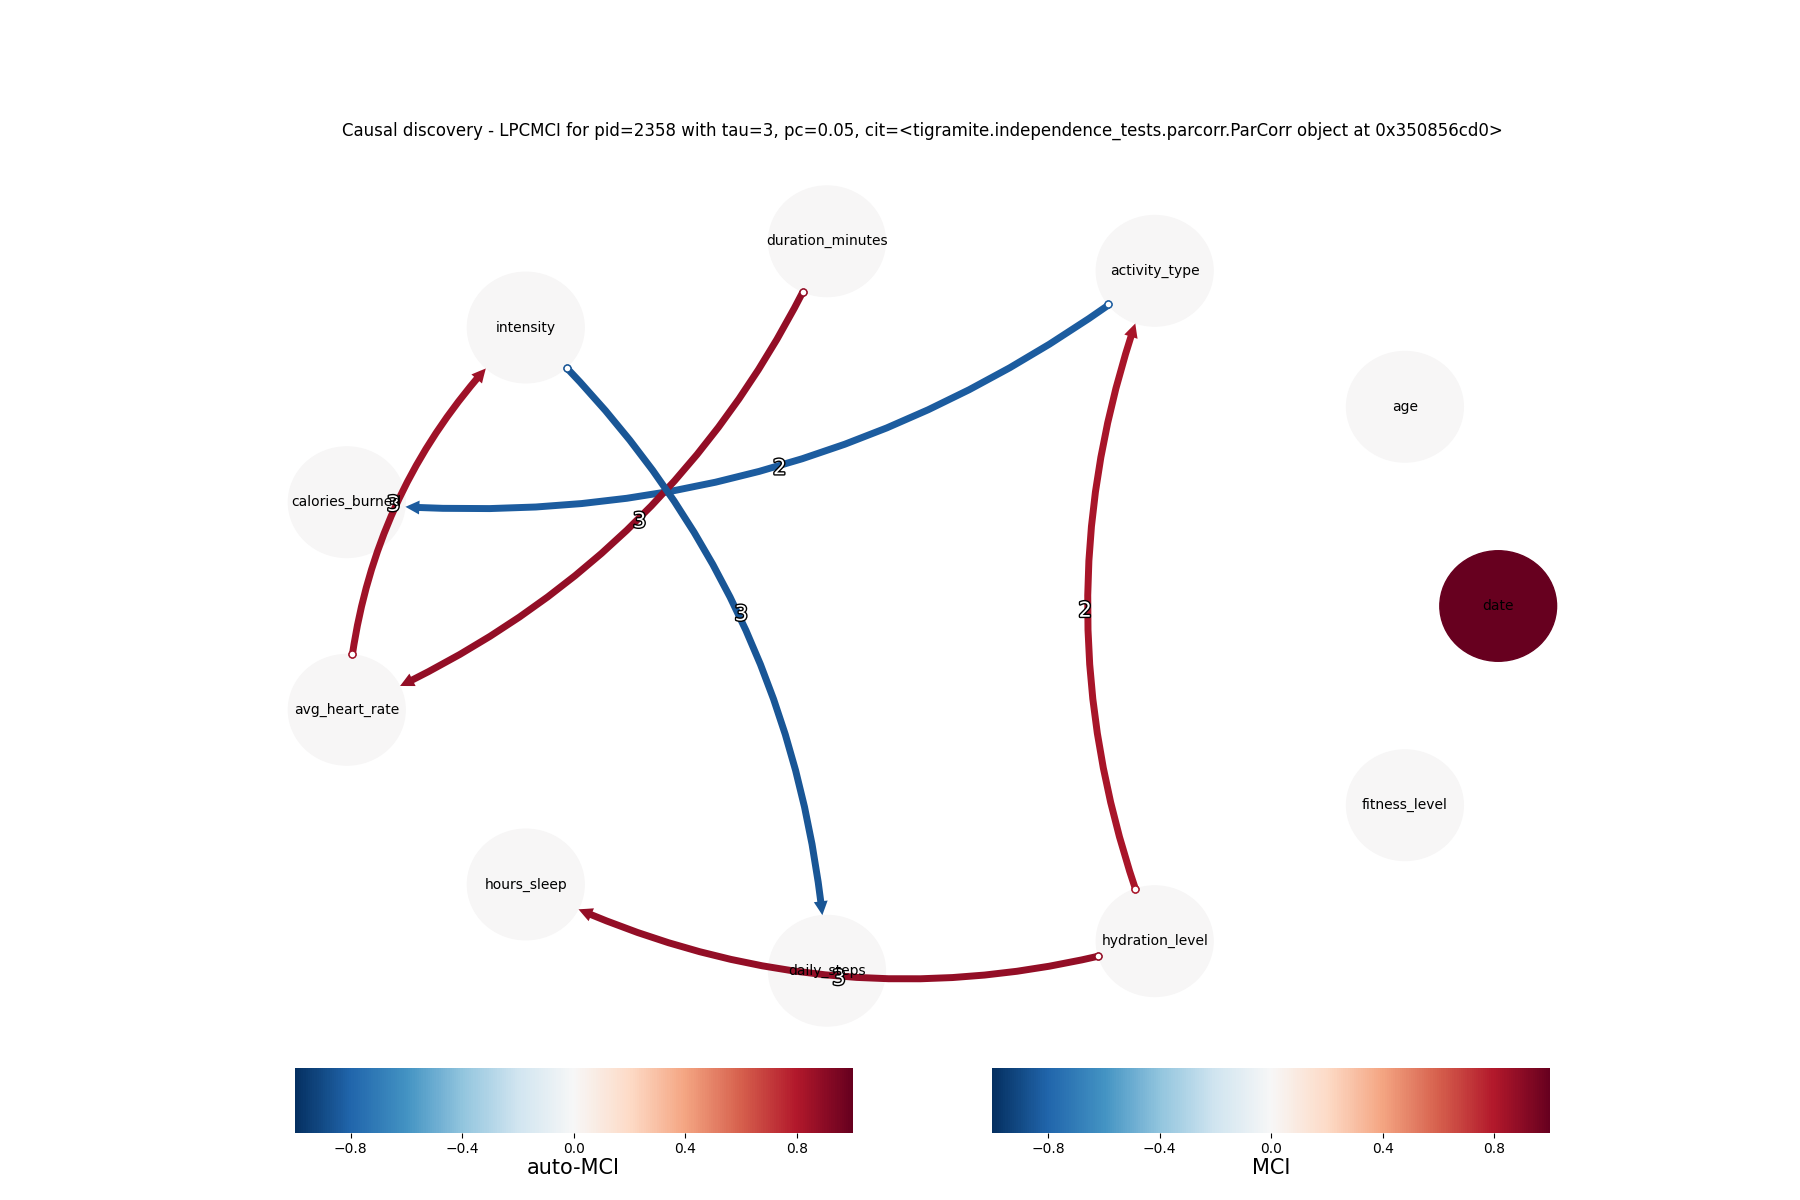 Causal discovery - LPCMCI for pid=2358 with tau=3, pc=0.05, cit=<tigramite.independence_tests.parcorr.ParCorr object at 0x350856cd0>
duration_minutes
activity_type
intensity
age
2
calories_burned
3
3
date
3
2
avg_heart_rate
fitness_level
hours_sleep
hydration_level
daily_steps
3
−0.8 −0.4 0.0 0.4 0.8
auto-MCI
−0.8 −0.4 0.0 0.4 0.8
MCI